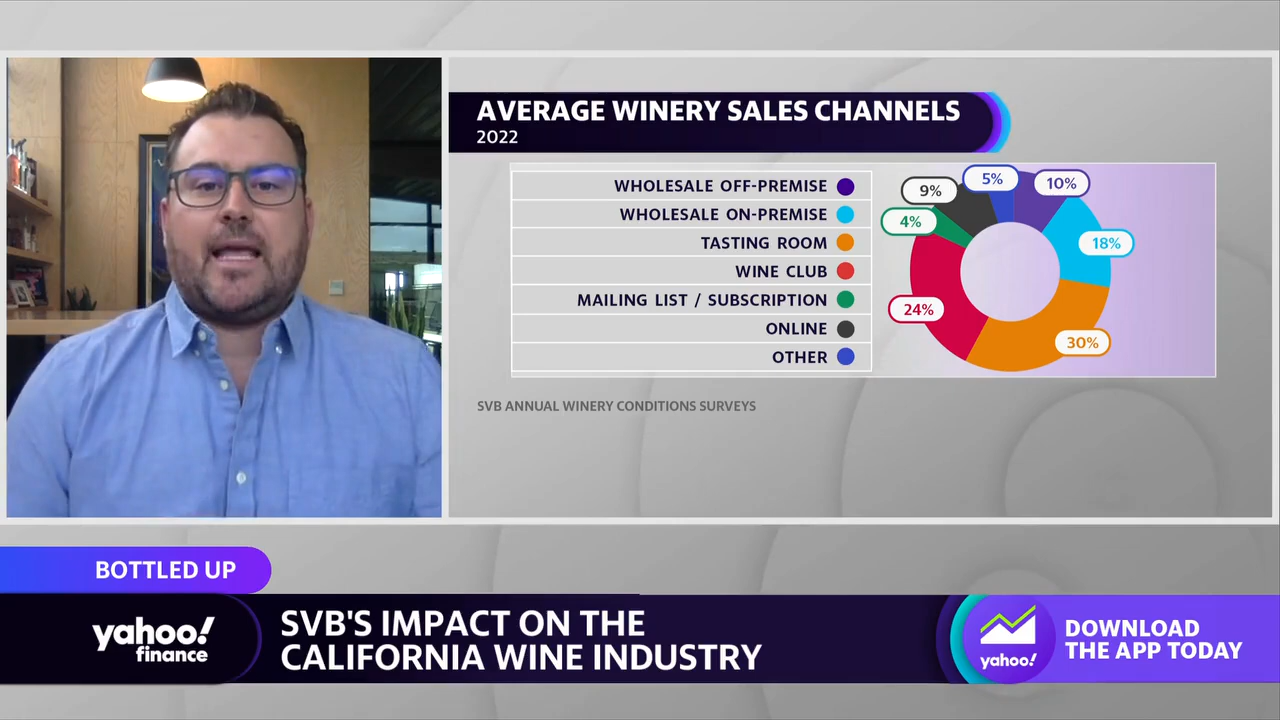 AVERAGE WINERY SALES CHANNELS
2022
WHOLESALE OFF-PREMISE
WHOLESALE ON-PREMISE
TASTING ROOM
WINE CLUB
MAILING LIST / SUBSCRIPTION
ONLINE
OTHER
5%
10%
9%
4%
18%
24%
30%
SVB ANNUAL WINERY CONDITIONS SURVEYS
BOTTLED UP
yahoo!
finance
SVB'S IMPACT ON THE
CALIFORNIA WINE INDUSTRY
yahoo!
DOWNLOAD
THE APP TODAY